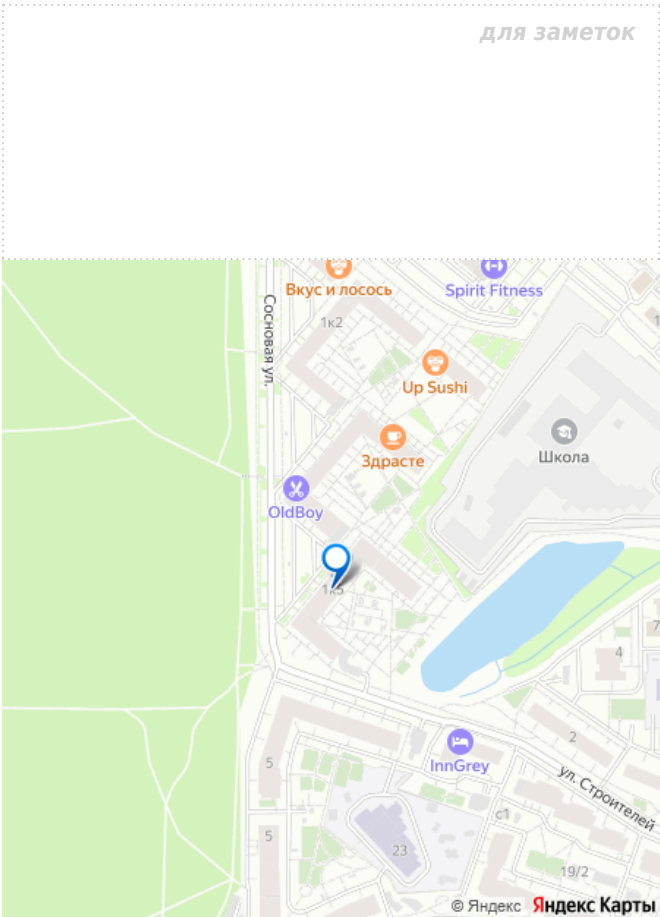 для заметок
Вкус и лосось
Spirit Fitness
1к2
Сосновая ул.
Up Sushi
Здрасте
Школа
OldBoy
1к5
7
4
2
InnGrey
5
ул. Строителей
с1
5
23
19/2
© Яндекс Яндекс Карты